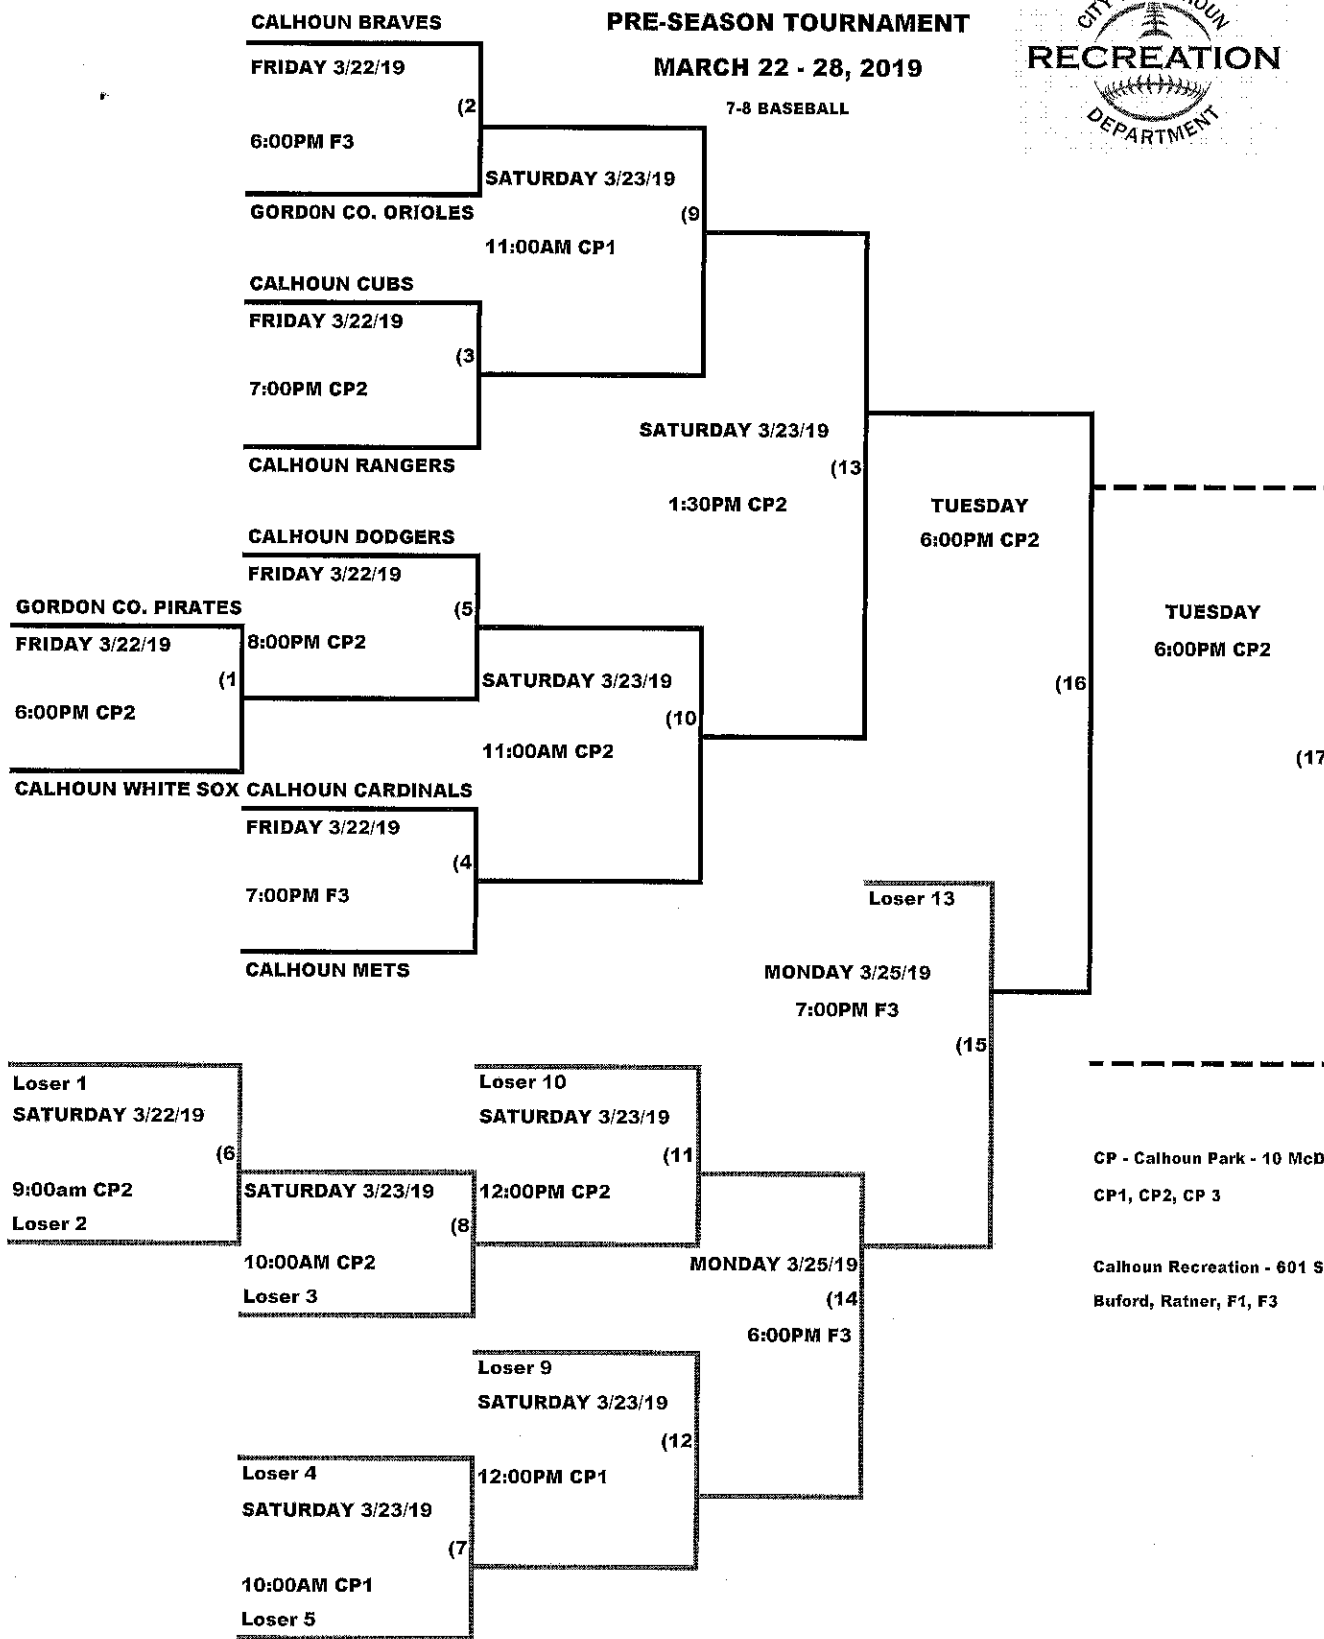 CALHOUN BRAVES
PRE-SEASON TOURNAMENT
MARCH 22 - 28, 2019
7-8 BASEBALL
CITY
RECREATION
DEPARTMENT
FRIDAY 3/22/19
(2
6:00PM F3
GORDON CO. ORIOLES
SATURDAY 3/23/19
(9
11:00AM CP1
CALHOUN CUBS
FRIDAY 3/22/19
(3
7:00PM CP2
CALHOUN RANGERS
SATURDAY 3/23/19
(13
1:30PM CP2
TUESDAY
6:00PM CP2
(16
TUESDAY
6:00PM CP2
(17
CALHOUN DODGERS
FRIDAY 3/22/19
(5
8:00PM CP2
GORDON CO. PIRATES
FRIDAY 3/22/19
(1
6:00PM CP2
CALHOUN WHITE SOX
SATURDAY 3/23/19
(10
11:00AM CP2
CALHOUN CARDINALS
FRIDAY 3/22/19
(4
7:00PM F3
CALHOUN METS
Loser 13
MONDAY 3/25/19
7:00PM F3
(15
Loser 1
SATURDAY 3/22/19
(6
9:00am CP2
Loser 2
SATURDAY 3/23/19
(8
10:00AM CP2
Loser 3
Loser 10
SATURDAY 3/23/19
(11
12:00PM CP2
MONDAY 3/25/19
(14
6:00PM F3
Loser 9
SATURDAY 3/23/19
(12
12:00PM CP1
Loser 4
SATURDAY 3/23/19
(7
10:00AM CP1
Loser 5
CP - Calhoun Park - 10 McD
CP1, CP2, CP 3
Calhoun Recreation - 601 S
Buford, Ratner, F1, F3